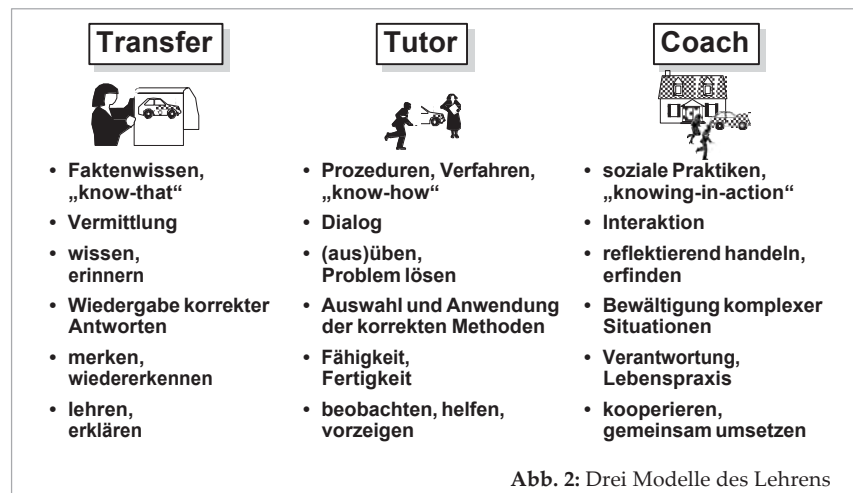 Transfer
• Faktenwissen,
„know-that“
• Vermittlung
• wissen,
erinnern
• Wiedergabe korrekter
Antworten
• merken,
wiedererkennen
• lehren,
erklären
Tutor
• Prozeduren, Verfahren,
„know-how“
• Dialog
• (aus)üben,
Problem lösen
• Auswahl und Anwendung
der korrekten Methoden
• Fähigkeit,
Fertigkeit
• beobachten, helfen,
vorzeigen
Coach
• soziale Praktiken,
„knowing-in-action“
• Interaktion
• reflektierend handeln,
erfinden
• Bewältigung komplexer
Situationen
• Verantwortung,
Lebenspraxis
• kooperieren,
gemeinsam umsetzen
Abb. 2: Drei Modelle des Lehrens